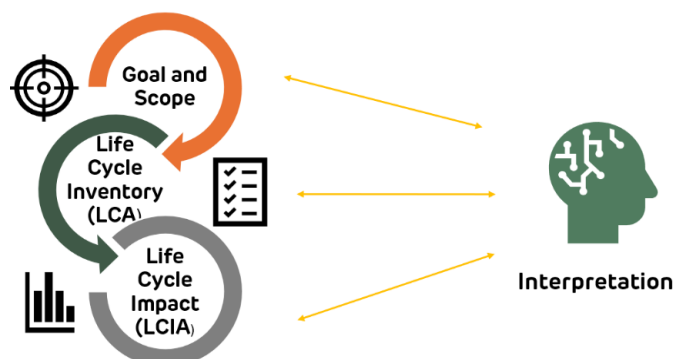 Goal and
Scope
Life
Cycle
Inventory
(LCA)
Life
Cycle
Impact
(LCIA)
Interpretation